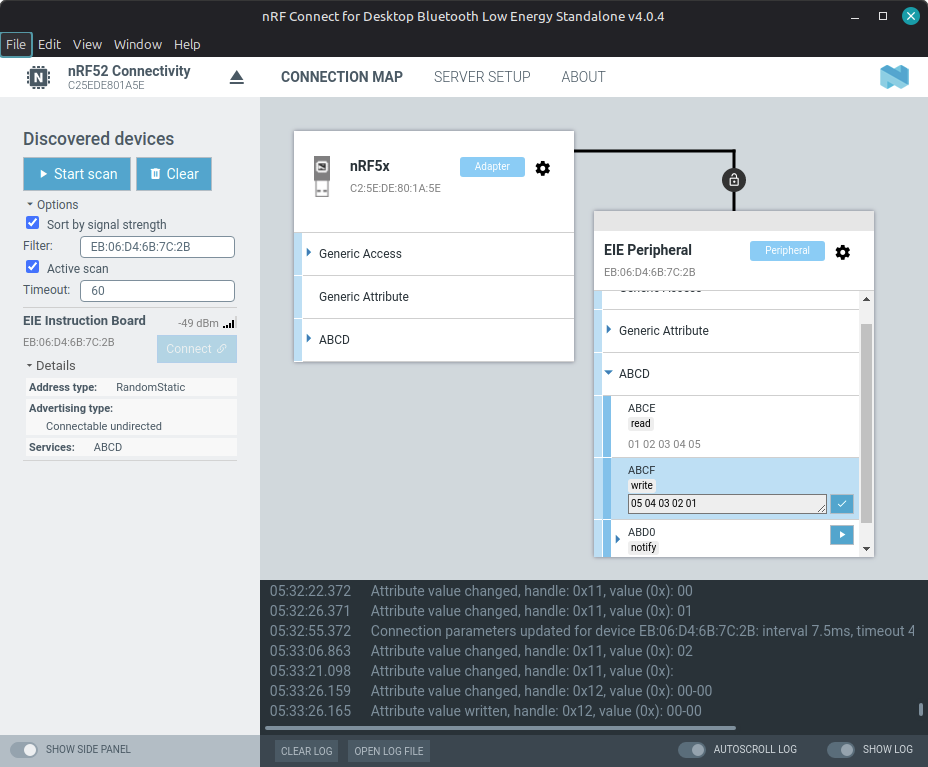 nRF Connect for Desktop Bluetooth Low Energy Standalone v4.0.4
File Edit View Window Help
N
nRF52 Connectivity
C25EDE801A5E
CONNECTION MAP SERVER SETUP ABOUT
Discovered devices
Start scan Clear
Options
Sort by signal strength
Filter: EB:06:D4:6B:7C:2B
Active scan
Timeout: 60
EIE Instruction Board -49 dBm
EB:06:D4:6B:7C:2B Connect
Details
Address type: RandomStatic
Advertising type:
Connectable undirected
Services: ABCD
nRF5x Adapter
C2:5E:DE:80:1A:5E
Generic Access
Generic Attribute
ABCD
EIE Peripheral Peripheral
EB:06:D4:6B:7C:2B
Generic Access
Generic Attribute
ABCD
ABCE
read
01 02 03 04 05
ABCF
write
05 04 03 02 01
ABD0
notify
05:32:22.372 Attribute value changed, handle: 0x11, value (0x): 00
05:32:26.371 Attribute value changed, handle: 0x11, value (0x): 01
05:32:55.372 Connection parameters updated for device EB:06:D4:6B:7C:2B: interval 7.5ms, timeout 4
05:33:06.863 Attribute value changed, handle: 0x11, value (0x): 02
05:33:21.098 Attribute value changed, handle: 0x11, value (0x):
05:33:26.159 Attribute value changed, handle: 0x12, value (0x): 00-00
05:33:26.165 Attribute value written, handle: 0x12, value (0x): 00-00
SHOW SIDE PANEL
CLEAR LOG OPEN LOG FILE AUTOSCROLL LOG SHOW LOG